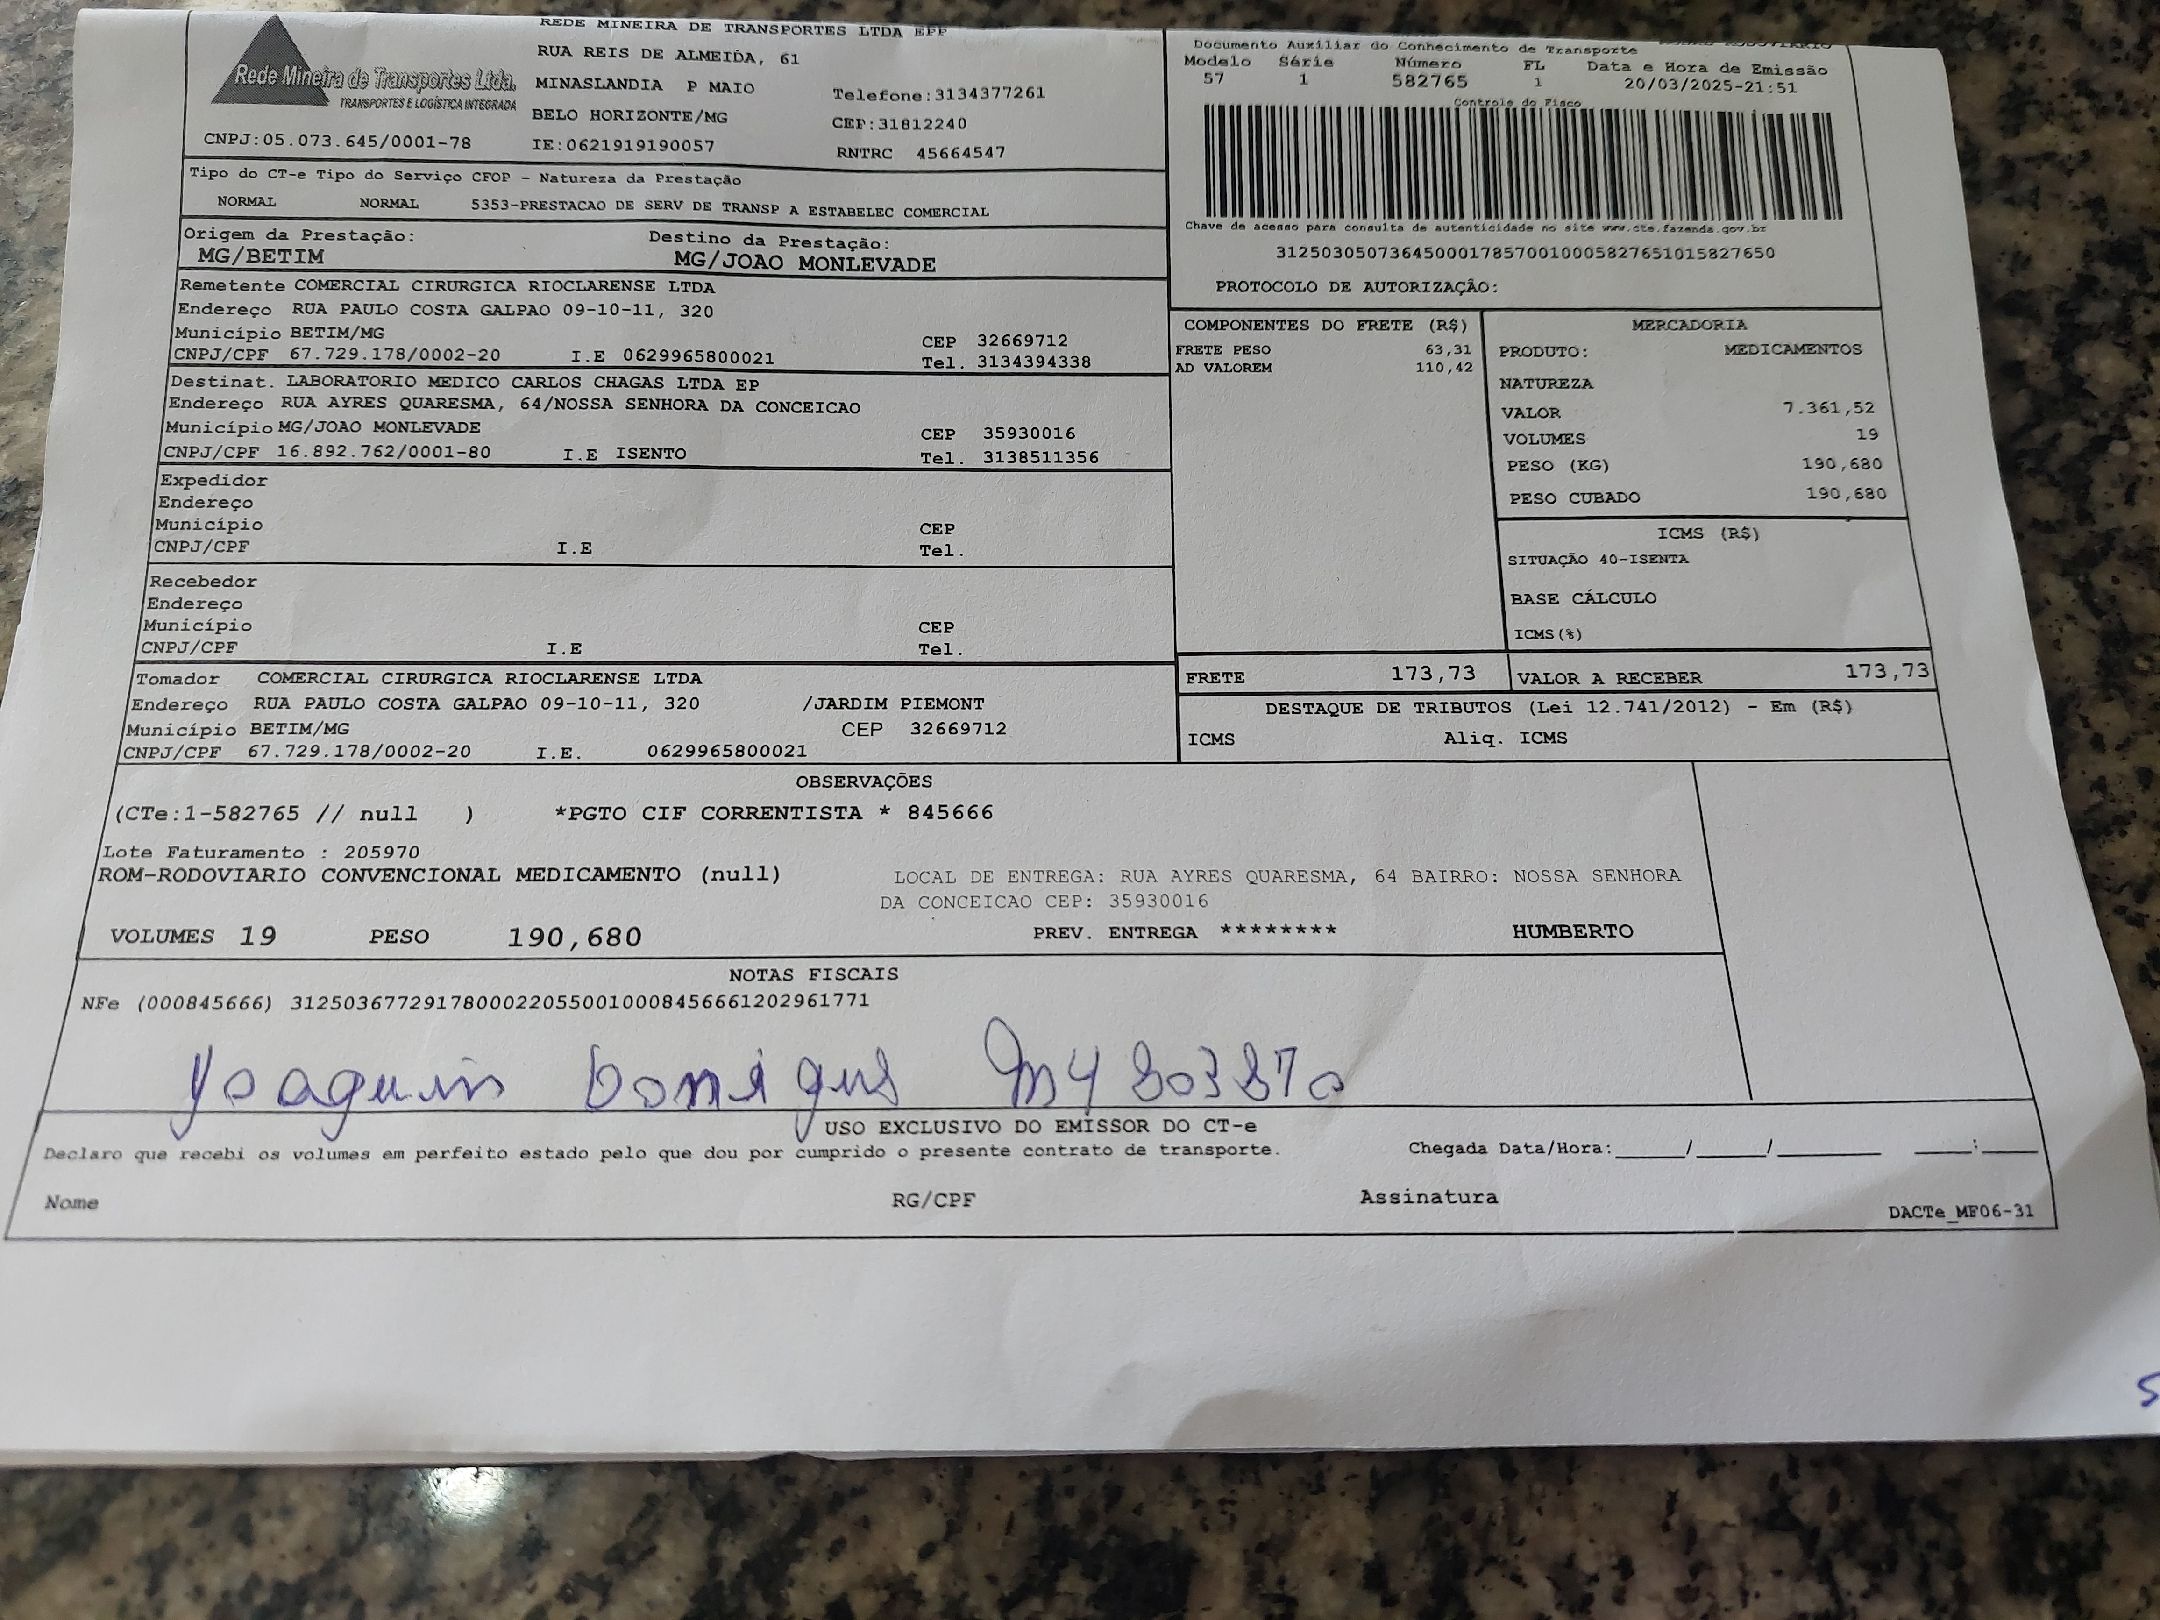 REDE MINEIRA DE TRANSPORTES LTDA EPP
Rede Mineira de Transportes Ltda.
TRANSPORTES E LOGÍSTICA INTEGRADA
RUA REIS DE ALMEIDA, 61
MINASLANDIA P MAIO Telefone:3134377261
BELO HORIZONTE/MG CEP:31812240
CNPJ:05.073.645/0001-78 IE:0621919190057 RNTRC 45664547
Documento Auxiliar do Conhecimento de Transporte
Modelo Série Número FL Data e Hora de Emissão
57 1 582765 1 20/03/2025-21:51
Controle do Fisco
Chave de acesso para consulta de autenticidade no site www.cte.fazenda.gov.br
31250305073645000178570010005827651015827650
PROTOCOLO DE AUTORIZAÇÃO:
Tipo do CT-e Tipo do Serviço CFOP - Natureza da Prestação
NORMAL NORMAL 5353-PRESTACAO DE SERV DE TRANSP A ESTABELEC COMERCIAL
Origem da Prestação: Destino da Prestação:
MG/BETIM MG/JOAO MONLEVADE
Remetente COMERCIAL CIRURGICA RIOCLARENSE LTDA
Endereço RUA PAULO COSTA GALPAO 09-10-11, 320
Município BETIM/MG CEP 32669712
CNPJ/CPF 67.729.178/0002-20 I.E 0629965800021 Tel. 3134394338
Destinat. LABORATORIO MEDICO CARLOS CHAGAS LTDA EP
Endereço RUA AYRES QUARESMA, 64/NOSSA SENHORA DA CONCEICAO
Município MG/JOAO MONLEVADE CEP 35930016
CNPJ/CPF 16.892.762/0001-80 I.E ISENTO Tel. 3138511356
Expedidor
Endereço
Município CEP
CNPJ/CPF I.E Tel.
Recebedor
Endereço
Município CEP
CNPJ/CPF I.E Tel.
Tomador COMERCIAL CIRURGICA RIOCLARENSE LTDA
Endereço RUA PAULO COSTA GALPAO 09-10-11, 320 /JARDIM PIEMONT
Município BETIM/MG CEP 32669712
CNPJ/CPF 67.729.178/0002-20 I.E. 0629965800021
COMPONENTES DO FRETE (R$)
FRETE PESO 63,31
AD VALOREM 110,42
MERCADORIA
PRODUTO: MEDICAMENTOS
NATUREZA
VALOR 7.361,52
VOLUMES 19
PESO (KG) 190,680
PESO CUBADO 190,680
ICMS (R$)
SITUAÇÃO 40-ISENTA
BASE CÁLCULO
ICMS(%)
FRETE 173,73 VALOR A RECEBER 173,73
DESTAQUE DE TRIBUTOS (Lei 12.741/2012) - Em (R$)
ICMS Aliq. ICMS
OBSERVAÇÕES
(CTe:1-582765 // null ) *PGTO CIF CORRENTISTA * 845666
Lote Faturamento : 205970
ROM-RODOVIARIO CONVENCIONAL MEDICAMENTO (null) LOCAL DE ENTREGA: RUA AYRES QUARESMA, 64 BAIRRO: NOSSA SENHORA
DA CONCEICAO CEP: 35930016
VOLUMES 19 PESO 190,680 PREV. ENTREGA ******** HUMBERTO
NOTAS FISCAIS
NFe (000845666) 31250367729178000220550010008456661202961771
Joaquim M4803870
USO EXCLUSIVO DO EMISSOR DO CT-e
Declaro que recebi os volumes em perfeito estado pelo que dou por cumprido o presente contrato de transporte. Chegada Data/Hora:_____/_____/_______ ____:____
Nome RG/CPF Assinatura
DACTe_MF06-31